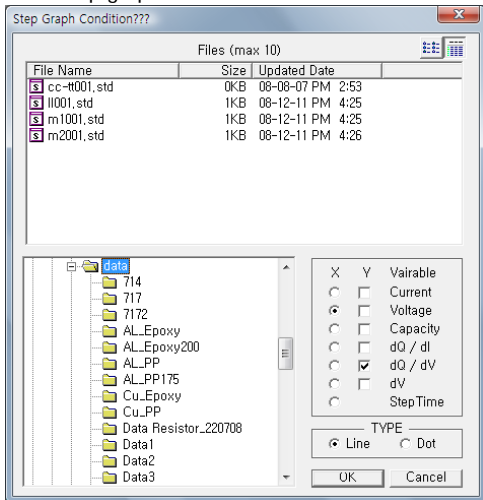 Step Graph Condition???
Files (max 10)
File Name Size Updated Date
cc-tt001.std 0KB 08-08-07 PM 2:53
ll001.std 1KB 08-12-11 PM 4:25
m1001.std 1KB 08-12-11 PM 4:25
m2001.std 1KB 08-12-11 PM 4:26
data
714
717
7172
AL_Epoxy
AL_Epoxy200
AL_PP
AL_PP175
Cu_Epoxy
Cu_PP
Data Resistor_220708
Data1
Data2
Data3
X Y Vairable
Current
Voltage
Capacity
dQ / dI
dQ / dV
dV
StepTime
TYPE
Line Dot
OK Cancel